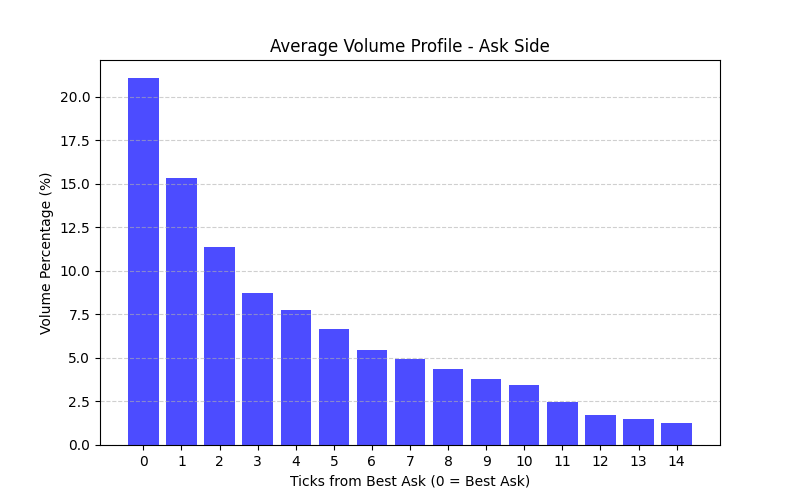 Average Volume Profile - Ask Side
Volume Percentage (%)
20.0
17.5
15.0
12.5
10.0
7.5
5.0
2.5
0.0
0 1 2 3 4 5 6 7 8 9 10 11 12 13 14
Ticks from Best Ask (0 = Best Ask)